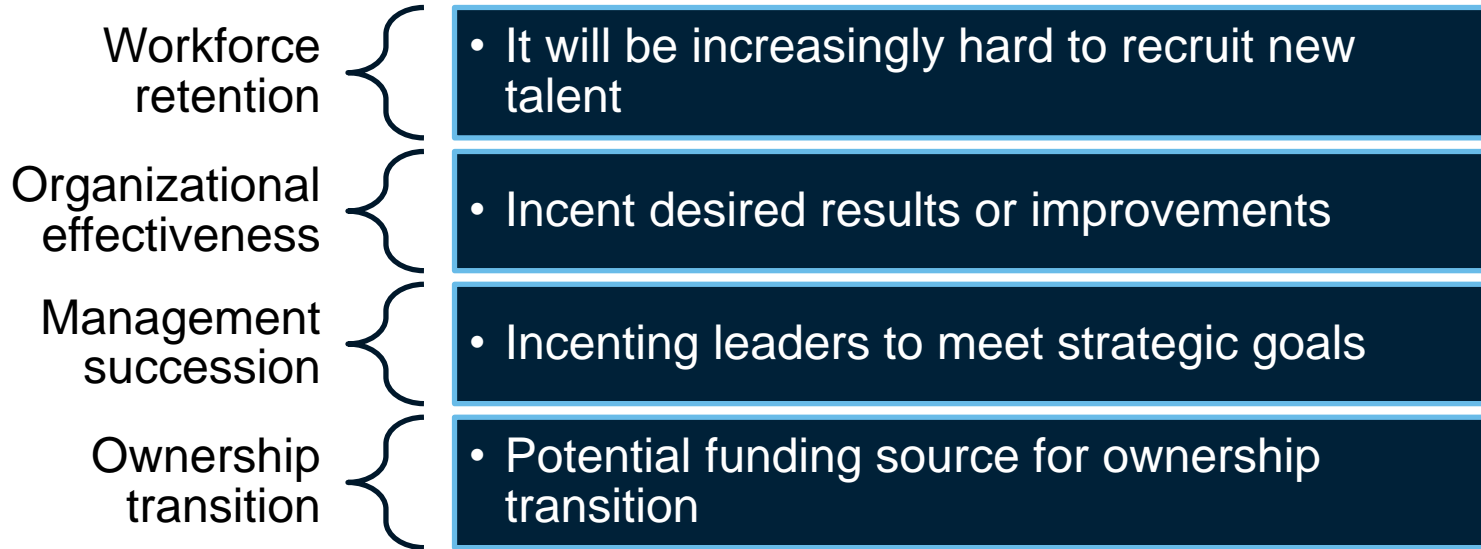 Workforce
retention
• It will be increasingly hard to recruit new
talent
Organizational
effectiveness
• Incent desired results or improvements
Management
succession
• Incenting leaders to meet strategic goals
Ownership
transition
• Potential funding source for ownership
transition